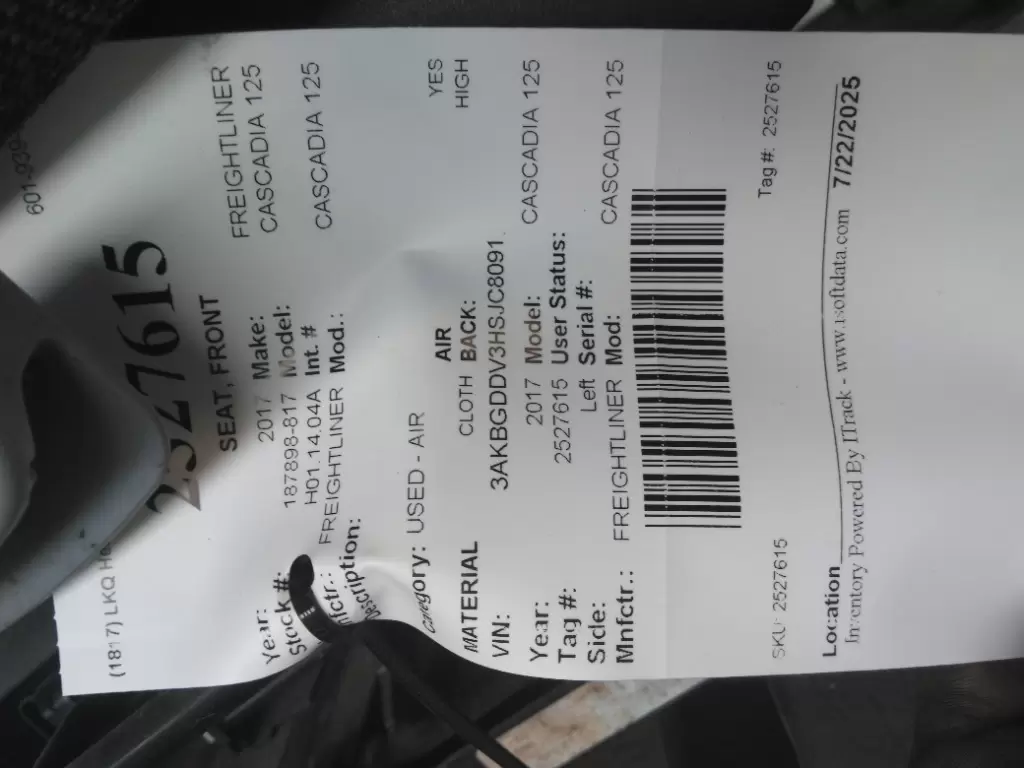 (1817) LKQ He 601-939-
2527615
SEAT, FRONT
Year: 2017 Make: FREIGHTLINER
Stock #: 187898-817 Model: CASCADIA 125
H01.14.04A Int. #
nfctr.: FREIGHTLINER Mod.: CASCADIA 125
Description:
Category: USED - AIR
AIR YES
MATERIAL CLOTH BACK: HIGH
VIN: 3AKBGDDV3HSJC8091
Year: 2017 Model: CASCADIA 125
Tag #: 2527615 User Status:
Side: Left Serial #:
Mnfctr.: FREIGHTLINER Mod: CASCADIA 125
SKU: 2527615 Tag#: 2527615
Location
Inventory Powered By ITrack - www.isoftdata.com 7/22/2025